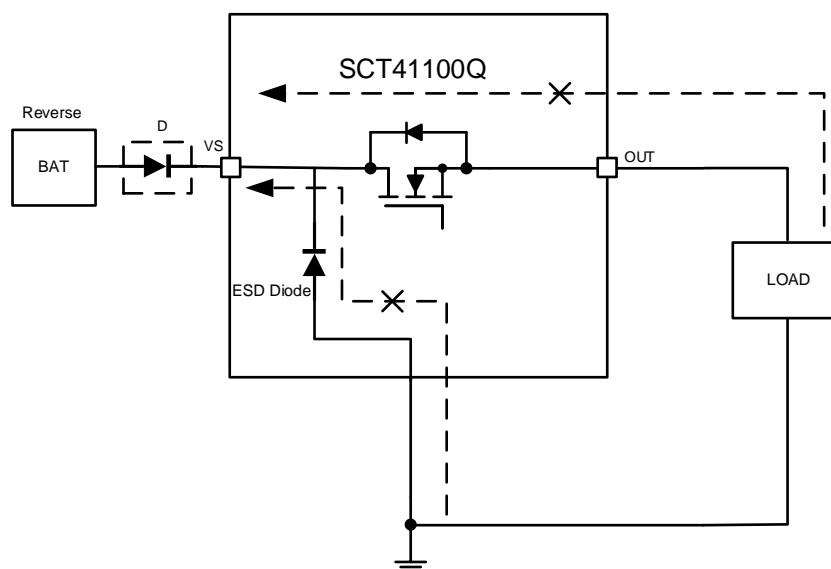 SCT41100Q
Reverse
D
BAT
VS
OUT
ESD Diode
LOAD